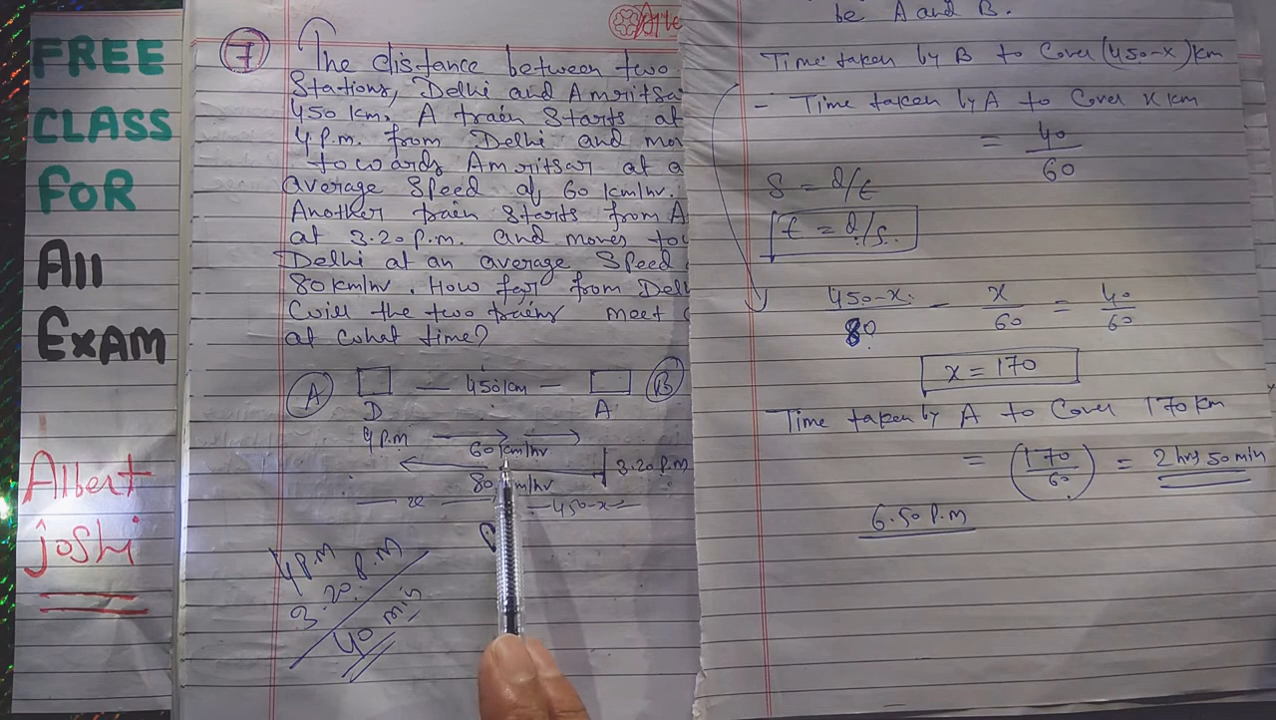 FREE
CLASS
FOR
All
EXAM
Albert
joshi
7
The distance between two
Stations, Delhi and Amritsa
450 km. A train starts at
4 p.m. from Delhi and mo
towards Amritsar at a
average Speed of 60 km/hr.
Another train starts from A
at 3.20 p.m. and moves to
Delhi at an average Speed
80 km/hr. How far from Del
will the two trains meet
at what time?
A 450 km B
D A
4 P.M
60 km/hr
3.20 P.M
80 m/hr
x 450-x
4 P.M
3.20 P.M
40 min
be A and B.
Time taken by B to Cover (450-x) km
- Time taken by A to Cover x km
= 40/60
S = d/t
t = d/s
450-x/80 - x/60 = 40/60
x = 170
Time taken by A to Cover 170 km
= (170/60) = 2 hrs 50 min
6.50 P.M